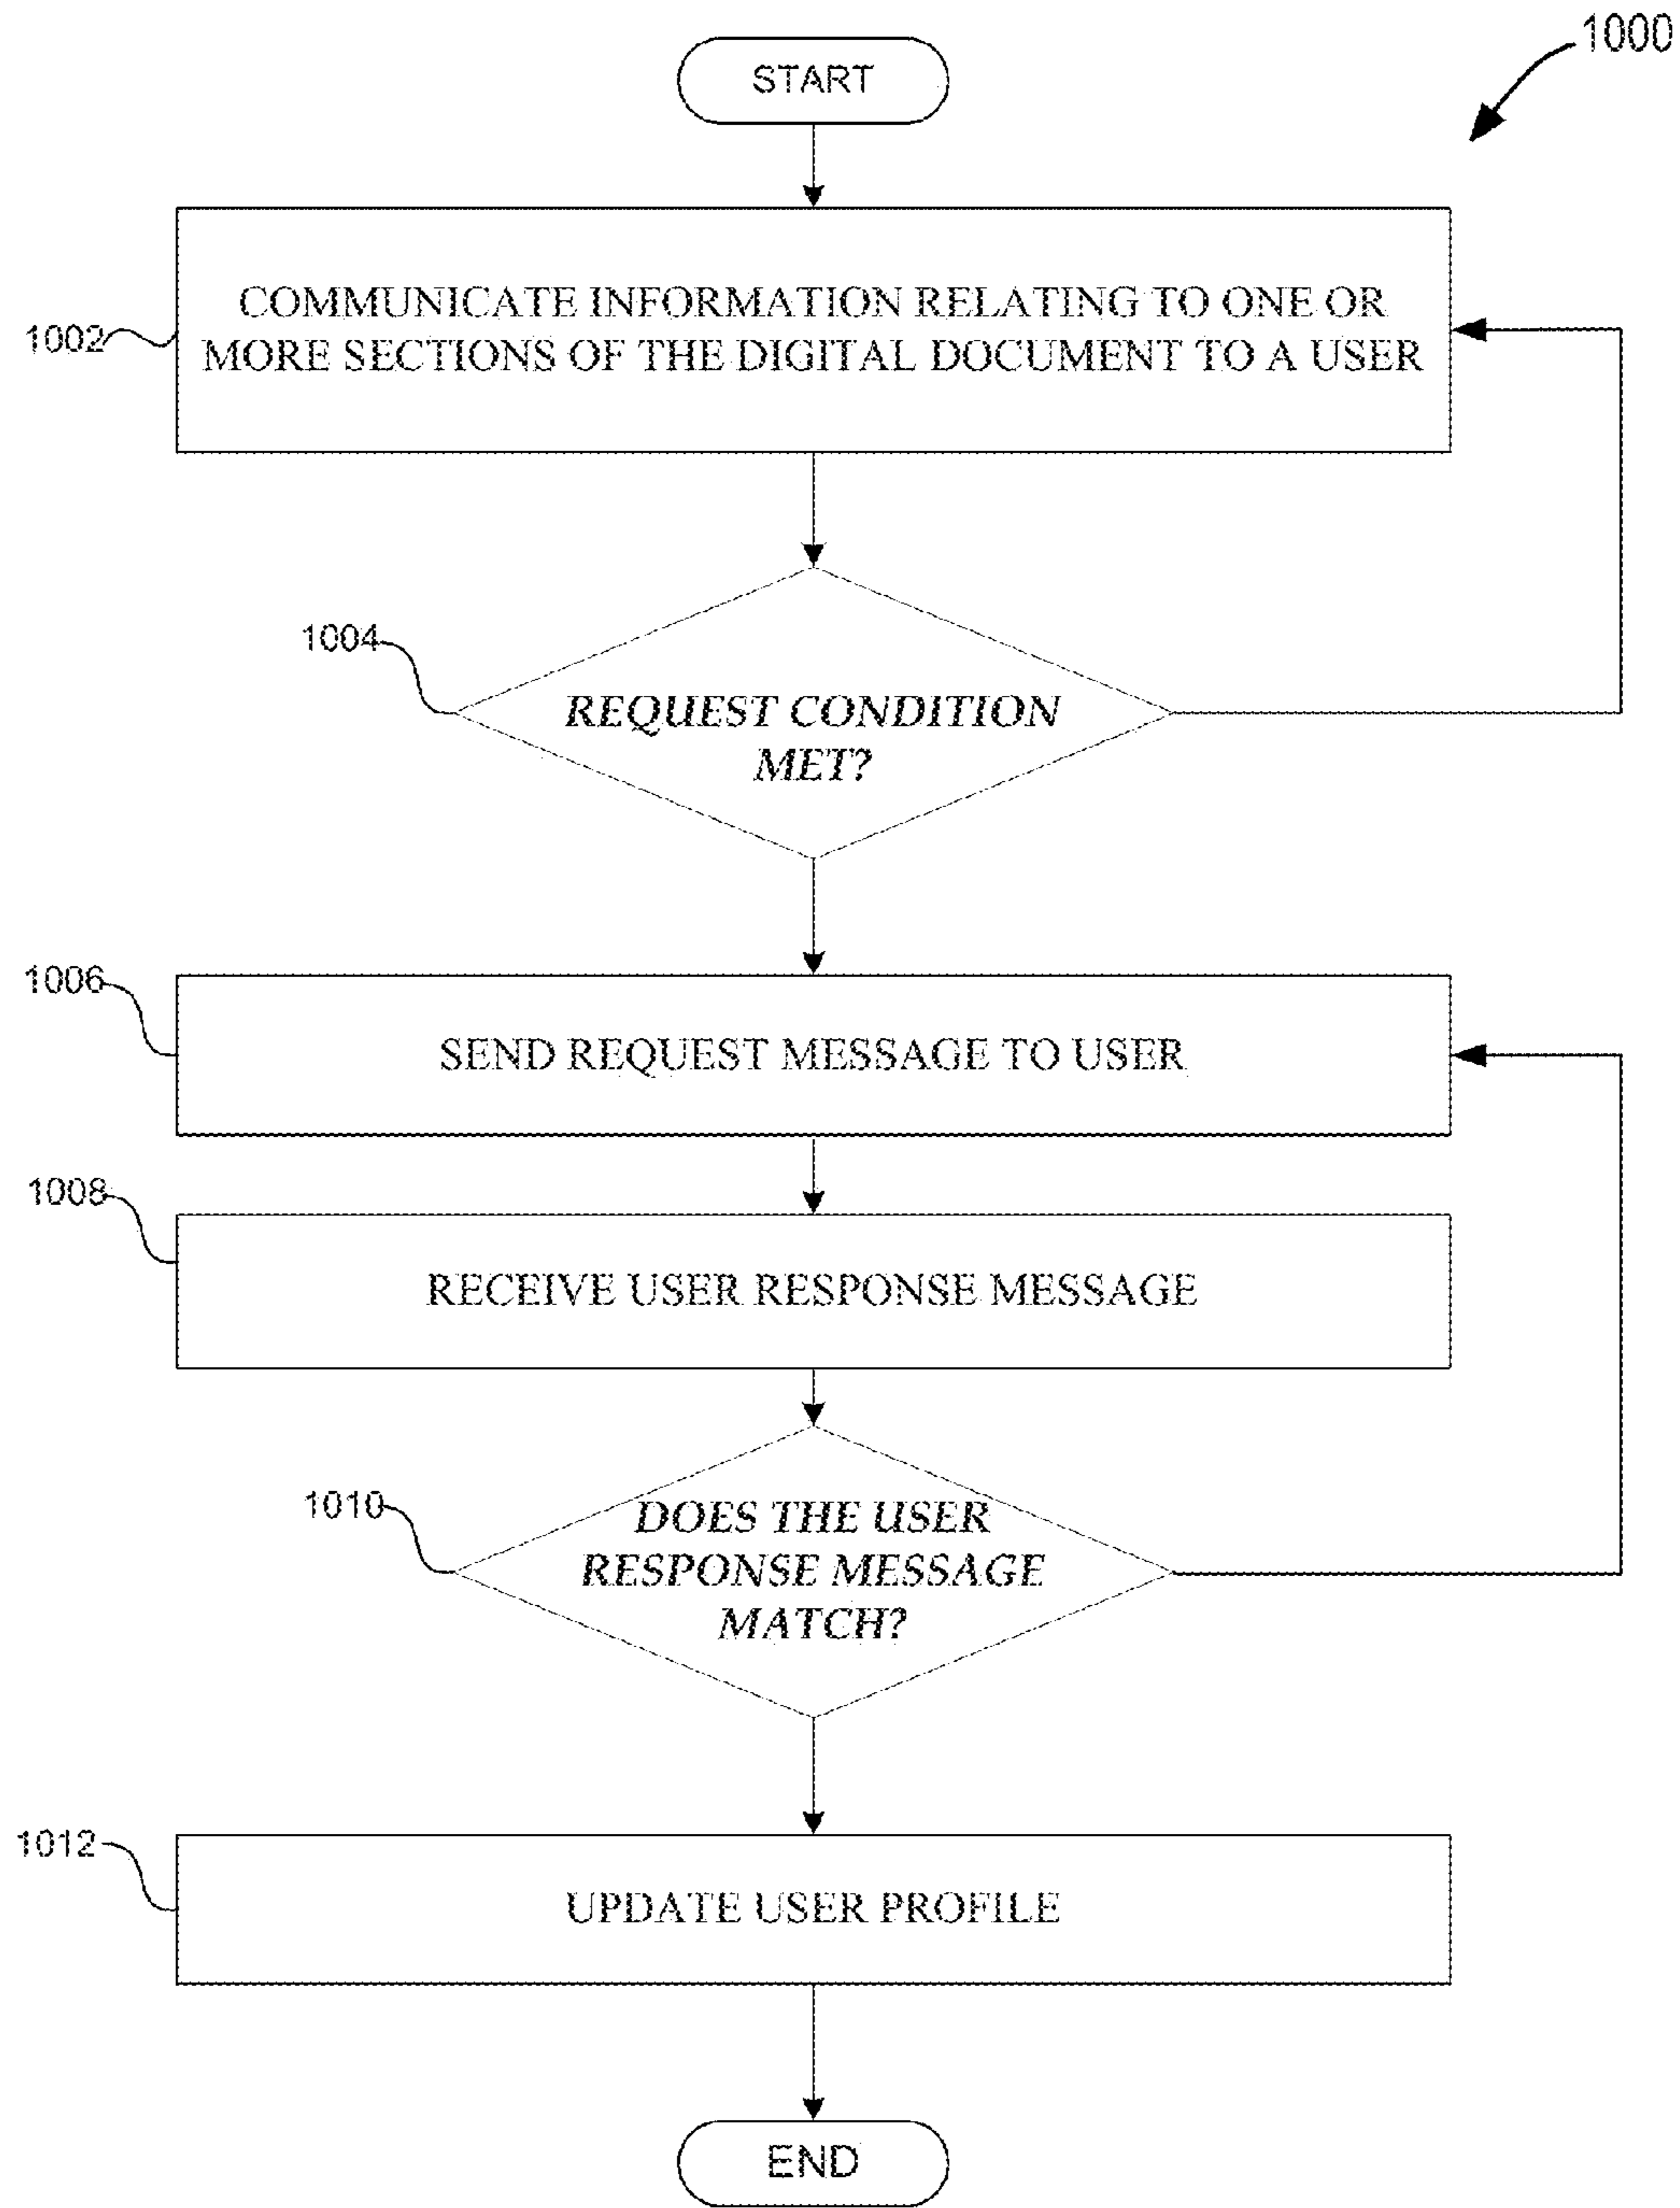 1000
START
1002
COMMUNICATE INFORMATION RELATING TO ONE OR
MORE SECTIONS OF THE DIGITAL DOCUMENT TO A USER
1004
REQUEST CONDITION
MET?
1006
SEND REQUEST MESSAGE TO USER
1008
RECEIVE USER RESPONSE MESSAGE
1010
DOES THE USER
RESPONSE MESSAGE
MATCH?
1012
UPDATE USER PROFILE
END